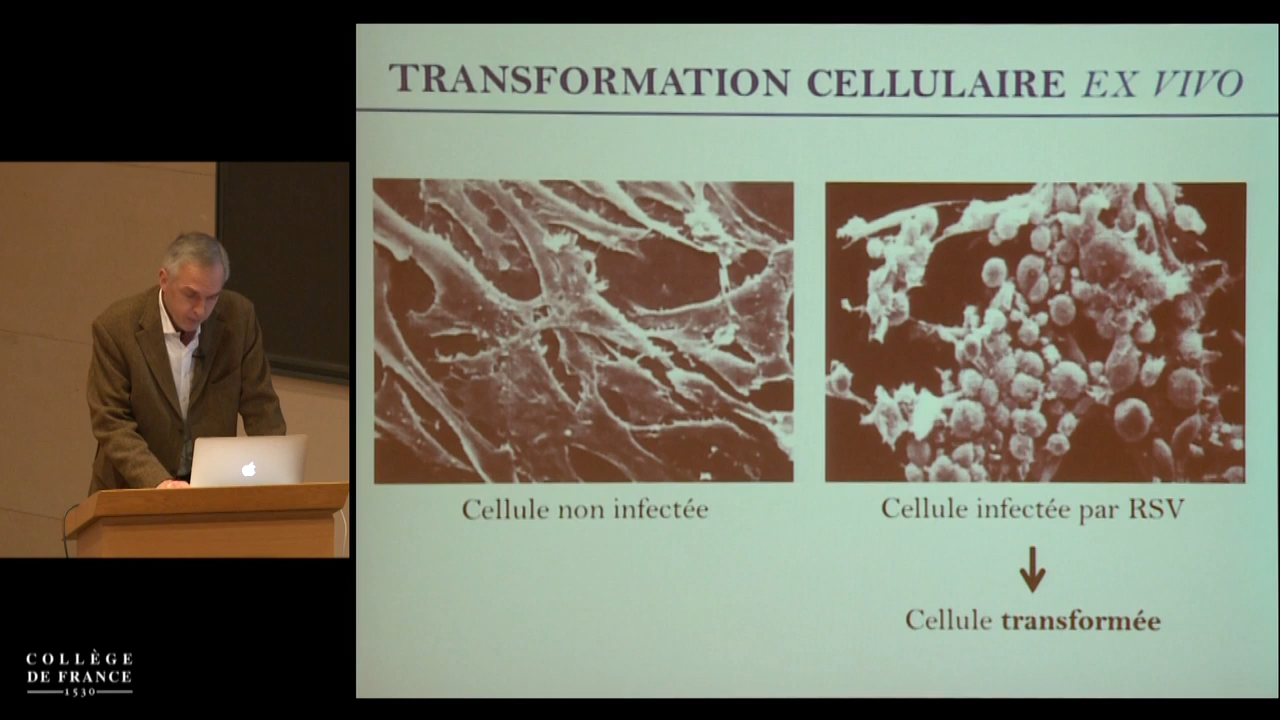 TRANSFORMATION CELLULAIRE EX VIVO
Cellule non infectée
Cellule infectée par RSV
Cellule transformée
COLLÈGE
DE FRANCE
1530